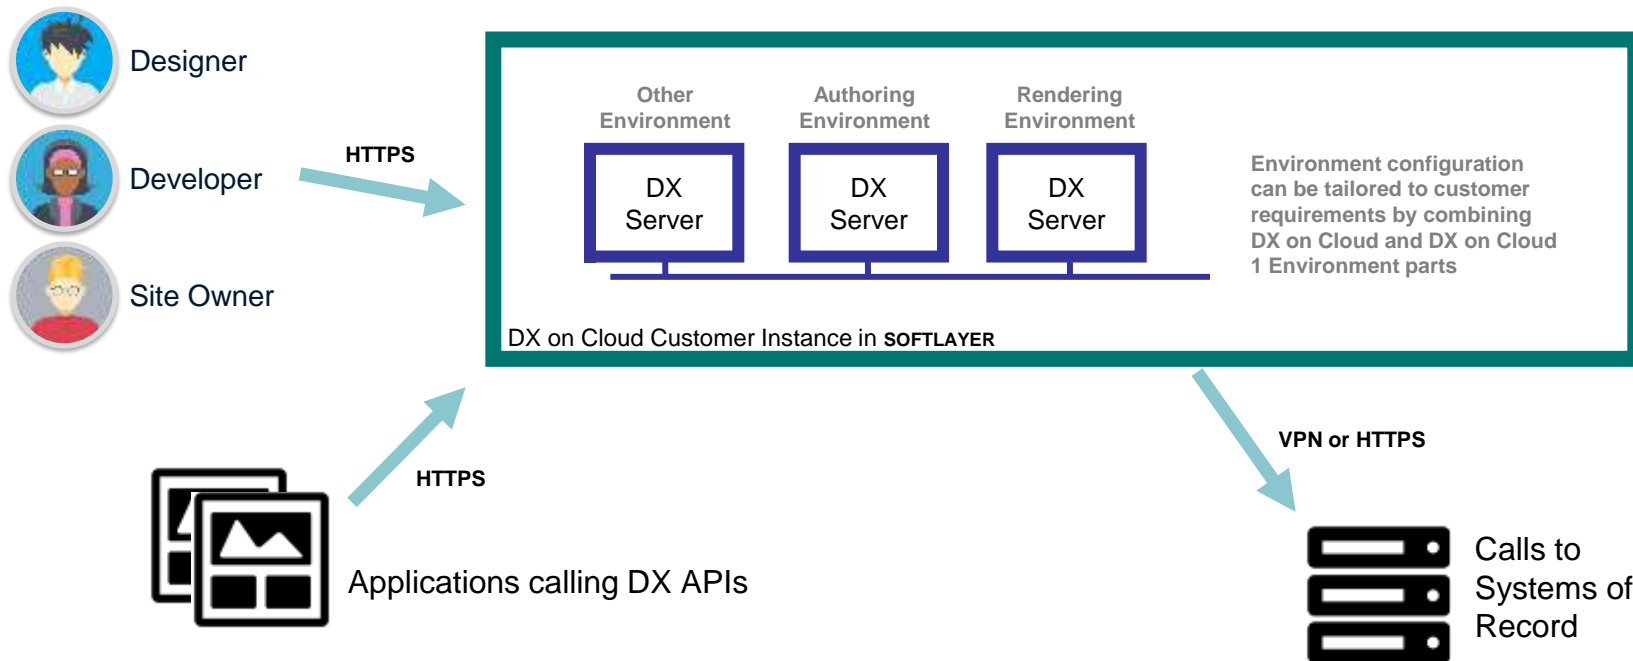 Designer
Developer
Site Owner
HTTPS
Other
Environment
Authoring
Environment
Rendering
Environment
DX
Server
DX
Server
DX
Server
Environment configuration
can be tailored to customer
requirements by combining
DX on Cloud and DX on Cloud
1 Environment parts
DX on Cloud Customer Instance in SOFTLAYER
HTTPS
Applications calling DX APIs
VPN or HTTPS
Calls to
Systems of
Record